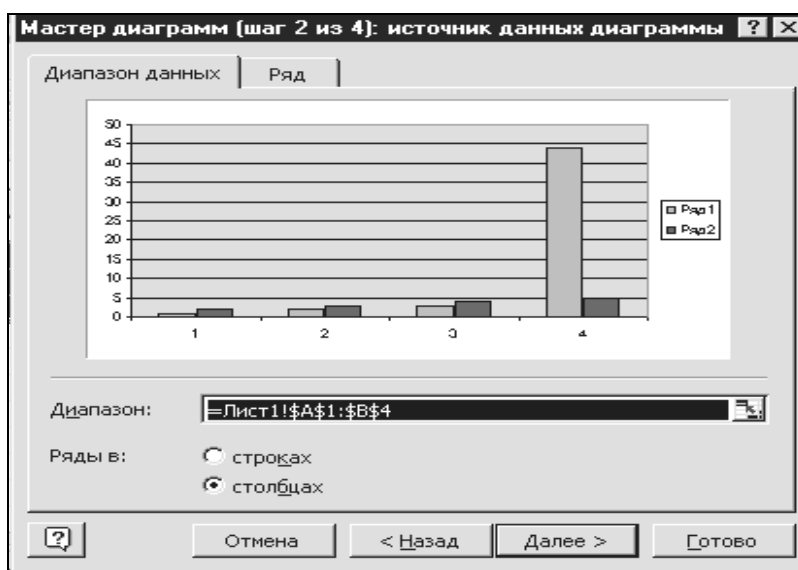 Мастер диаграмм (шаг 2 из 4): источник данных диаграммы
Диапазон данных
Ряд
50
45
40
35
30
25
20
15
10
5
0
1
2
3
4
Ряд1
Ряд2
Диапазон:
=Лист1!$A$1:$B$4
Ряды в:
строках
столбцах
Отмена
< Назад
Далее >
Готово